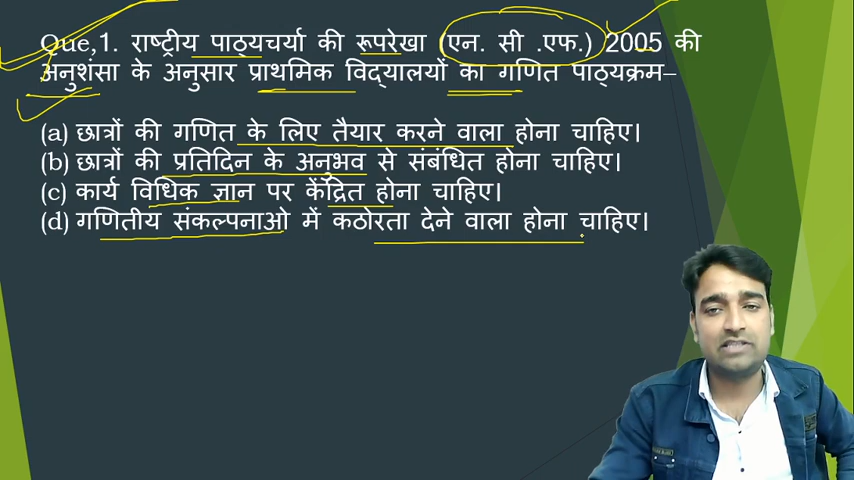 Que,1. राष्ट्रीय पाठ्यचर्या की रूपरेखा (एन. सी .एफ.) 2005 की
अनुशंसा के अनुसार प्राथमिक विद्यालयों का गणित पाठ्यक्रम–
(a) छात्रों की गणित के लिए तैयार करने वाला होना चाहिए।
(b) छात्रों की प्रतिदिन के अनुभव से संबंधित होना चाहिए।
(c) कार्य विधिक ज्ञान पर केंद्रित होना चाहिए।
(d) गणितीय संकल्पनाओ में कठोरता देने वाला होना चाहिए।